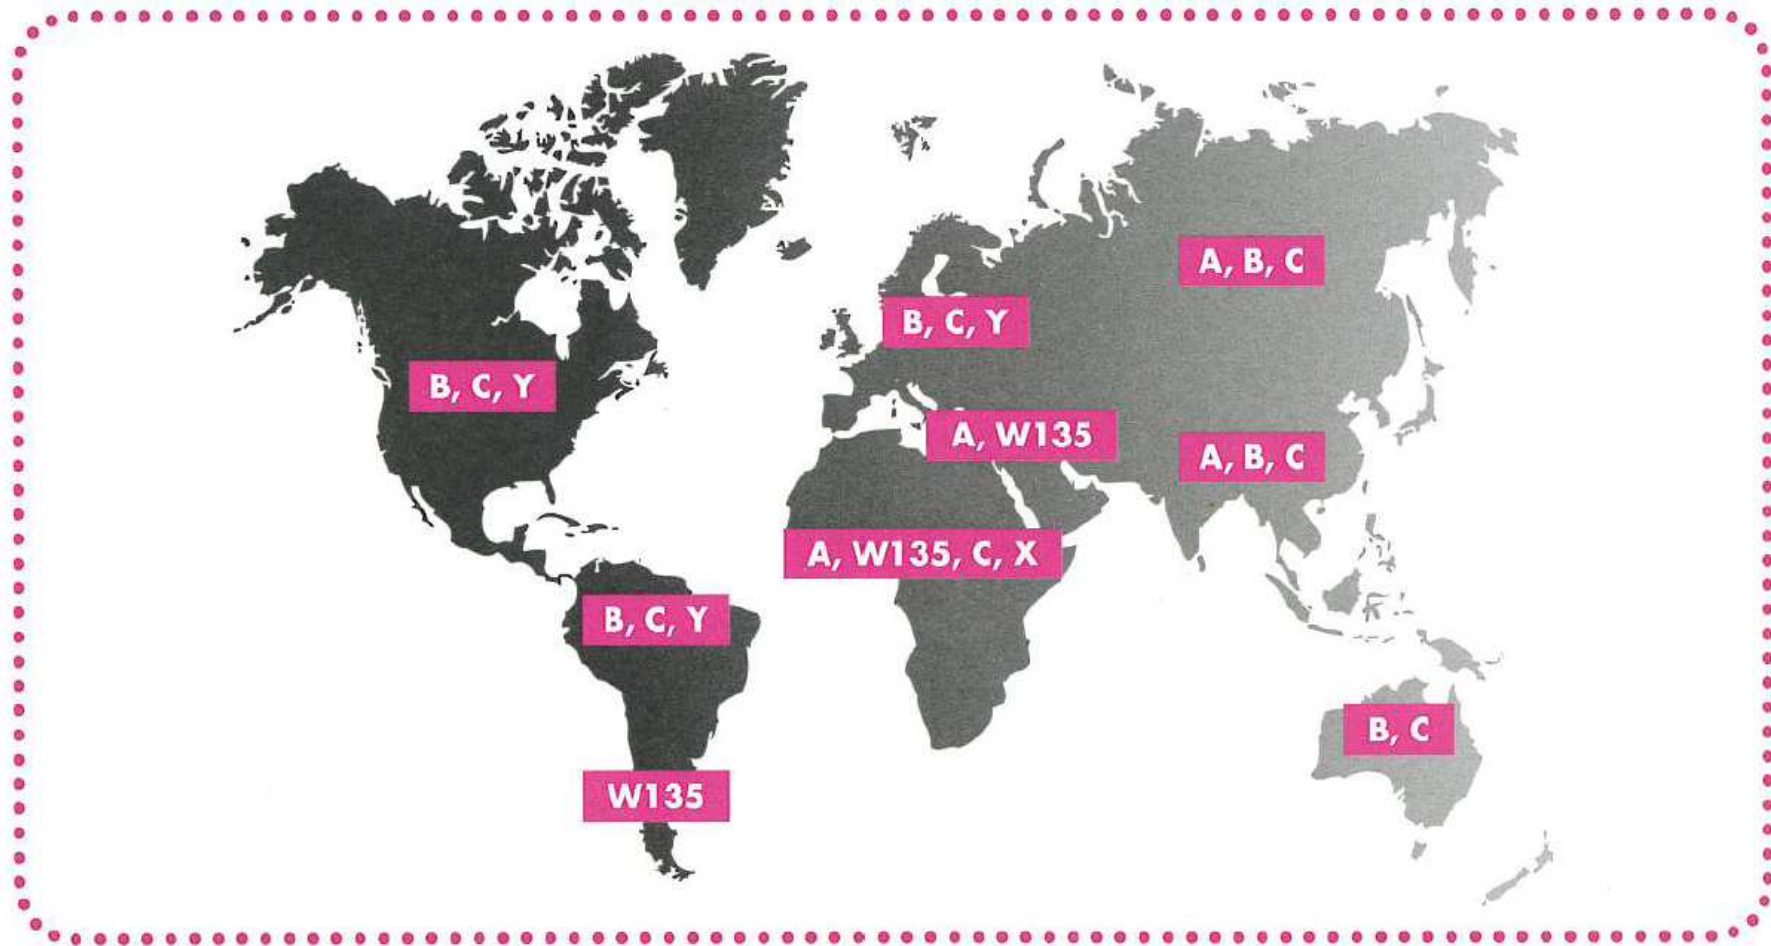 A, B, C
B, C, Y
B, C, Y
A, W135
A, B, C
A, W135, C, X
B, C, Y
B, C
W135